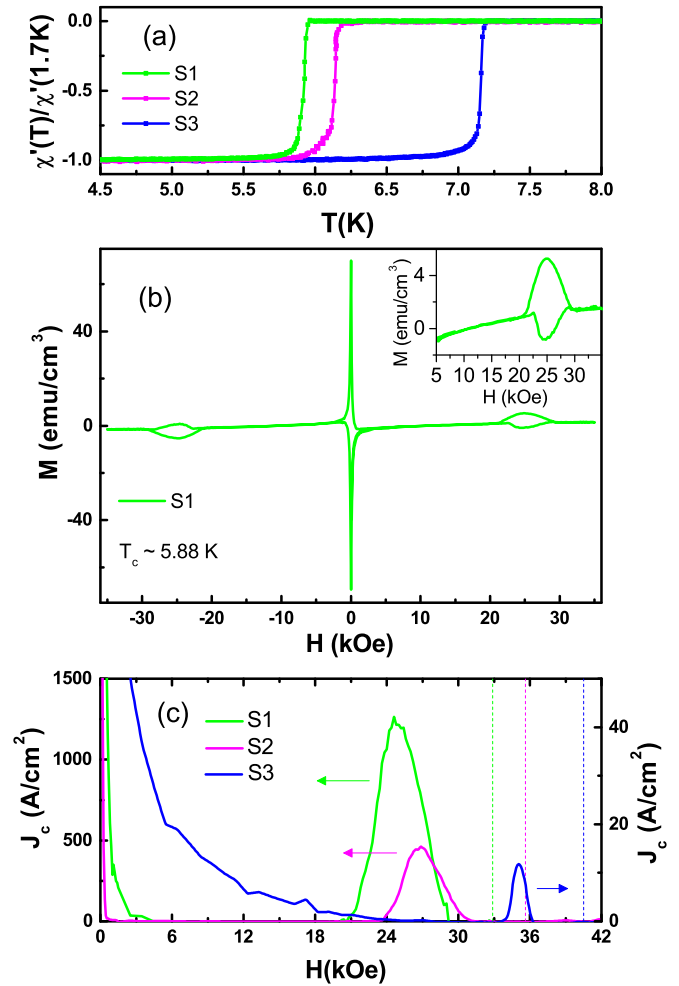 (a)
χ'(T)/χ'(1.7K)
0.0
-0.5
-1.0
S1
S2
S3
4.5 5.0 5.5 6.0 6.5 7.0 7.5 8.0
T(K)
(b)
M (emu/cm³)
40
0
-40
S1
T_c ~ 5.88 K
-30 -20 -10 0 10 20 30
H (kOe)
M (emu/cm³)
4
0
5 10 15 20 25 30
H (kOe)
(c)
J_c (A/cm²)
1500
1000
500
0
S1
S2
S3
40
20
0
J_c (A/cm²)
0 6 12 18 24 30 36 42
H(kOe)